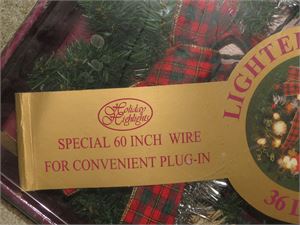 Holiday
Highlights
SPECIAL 60 INCH WIRE
FOR CONVENIENT PLUG-IN
LIGHTE
36